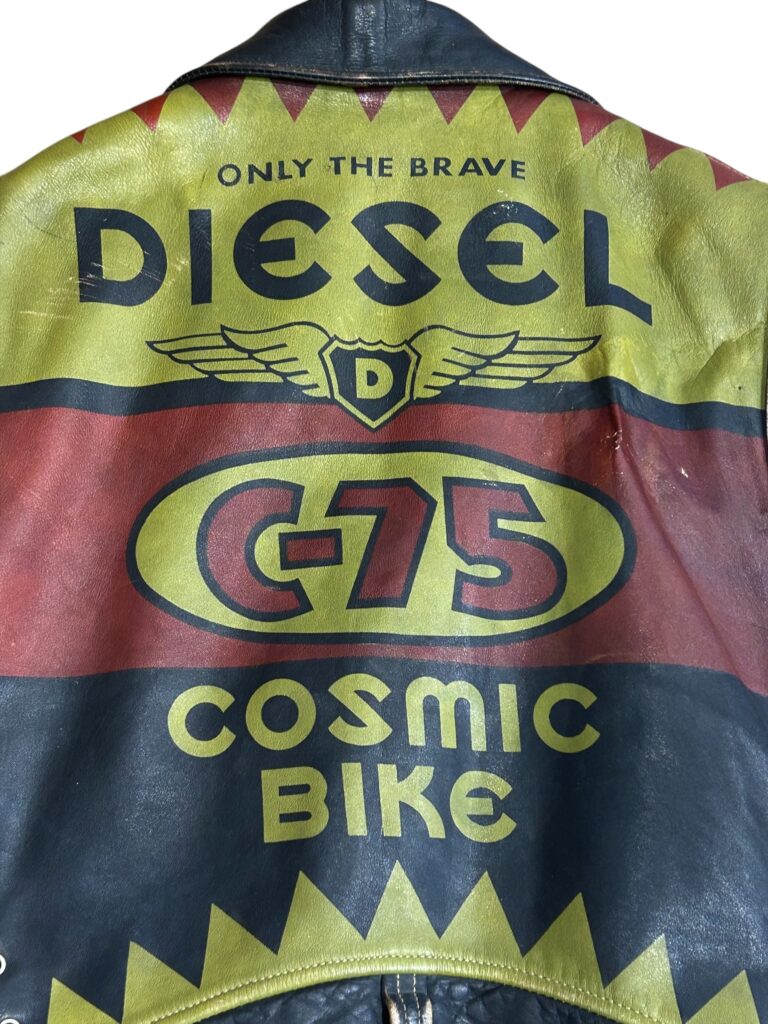 ONLY THE BRAVE
DIESEL
D
C-75
COSMIC
BIKE